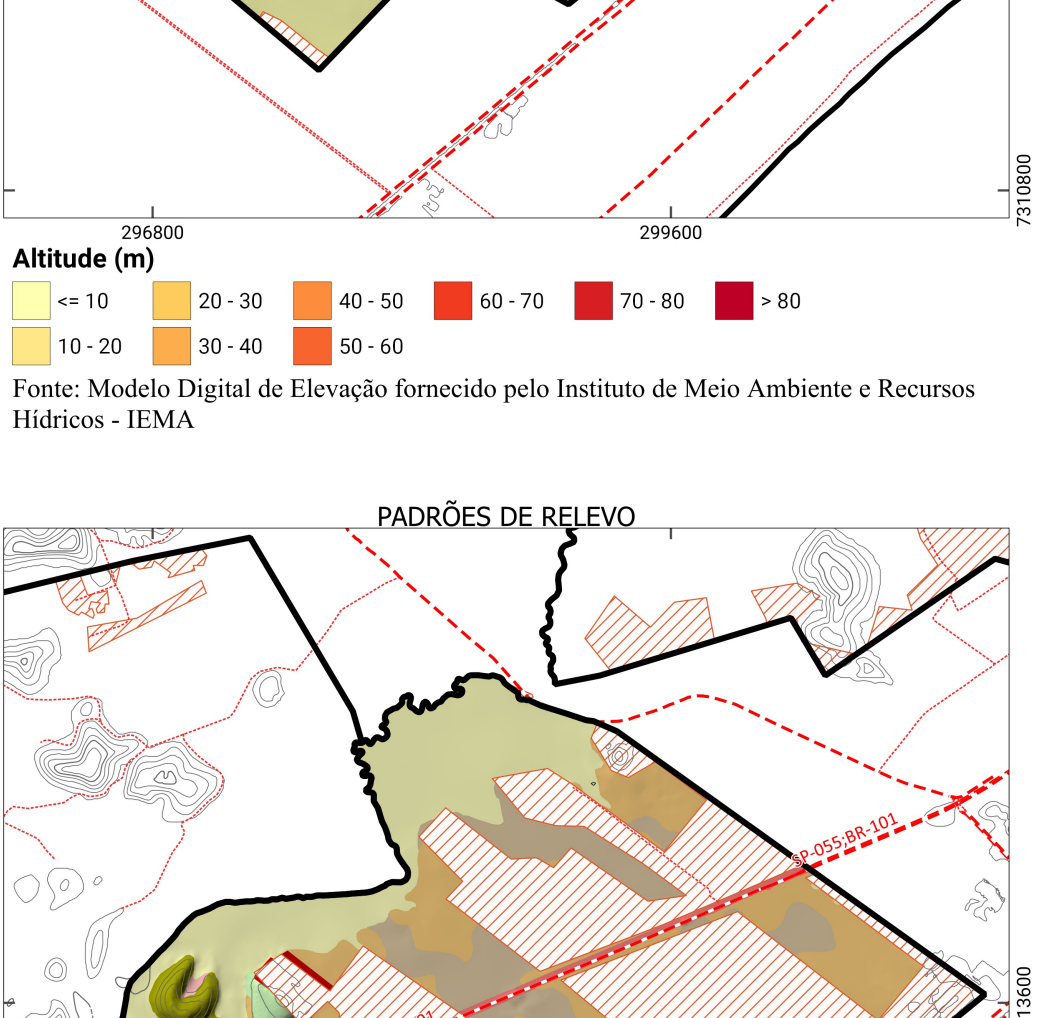 7310800
296800 299600
Altitude (m)
<= 10 20 - 30 40 - 50 60 - 70 70 - 80 > 80
10 - 20 30 - 40 50 - 60
Fonte: Modelo Digital de Elevação fornecido pelo Instituto de Meio Ambiente e Recursos
Hídricos - IEMA
PADRÕES DE RELEVO
SP-055;BR-101
13600
01